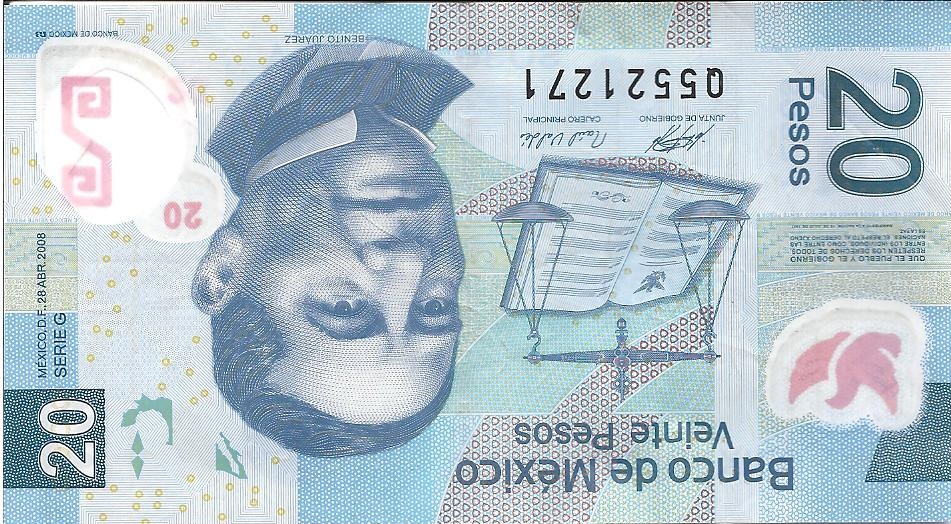 Banco de México
Veinte Pesos
QUE EL PUEBLO Y EL GOBIERNO
RESPETEN LOS DERECHOS DE TODOS
ENTRE LOS INDIVIDUOS, COMO ENTRE LAS
NACIONES, EL RESPETO AL DERECHO AJENO
ES LA PAZ
JUNTA DE GOBIERNO
CAJERO PRINCIPAL
Q5521271
BENITO JUÁREZ
BANCO DE MÉXICO
20
20
Pesos
MÉXICO, D.F., 28 ABR. 2008
SERIE G
20